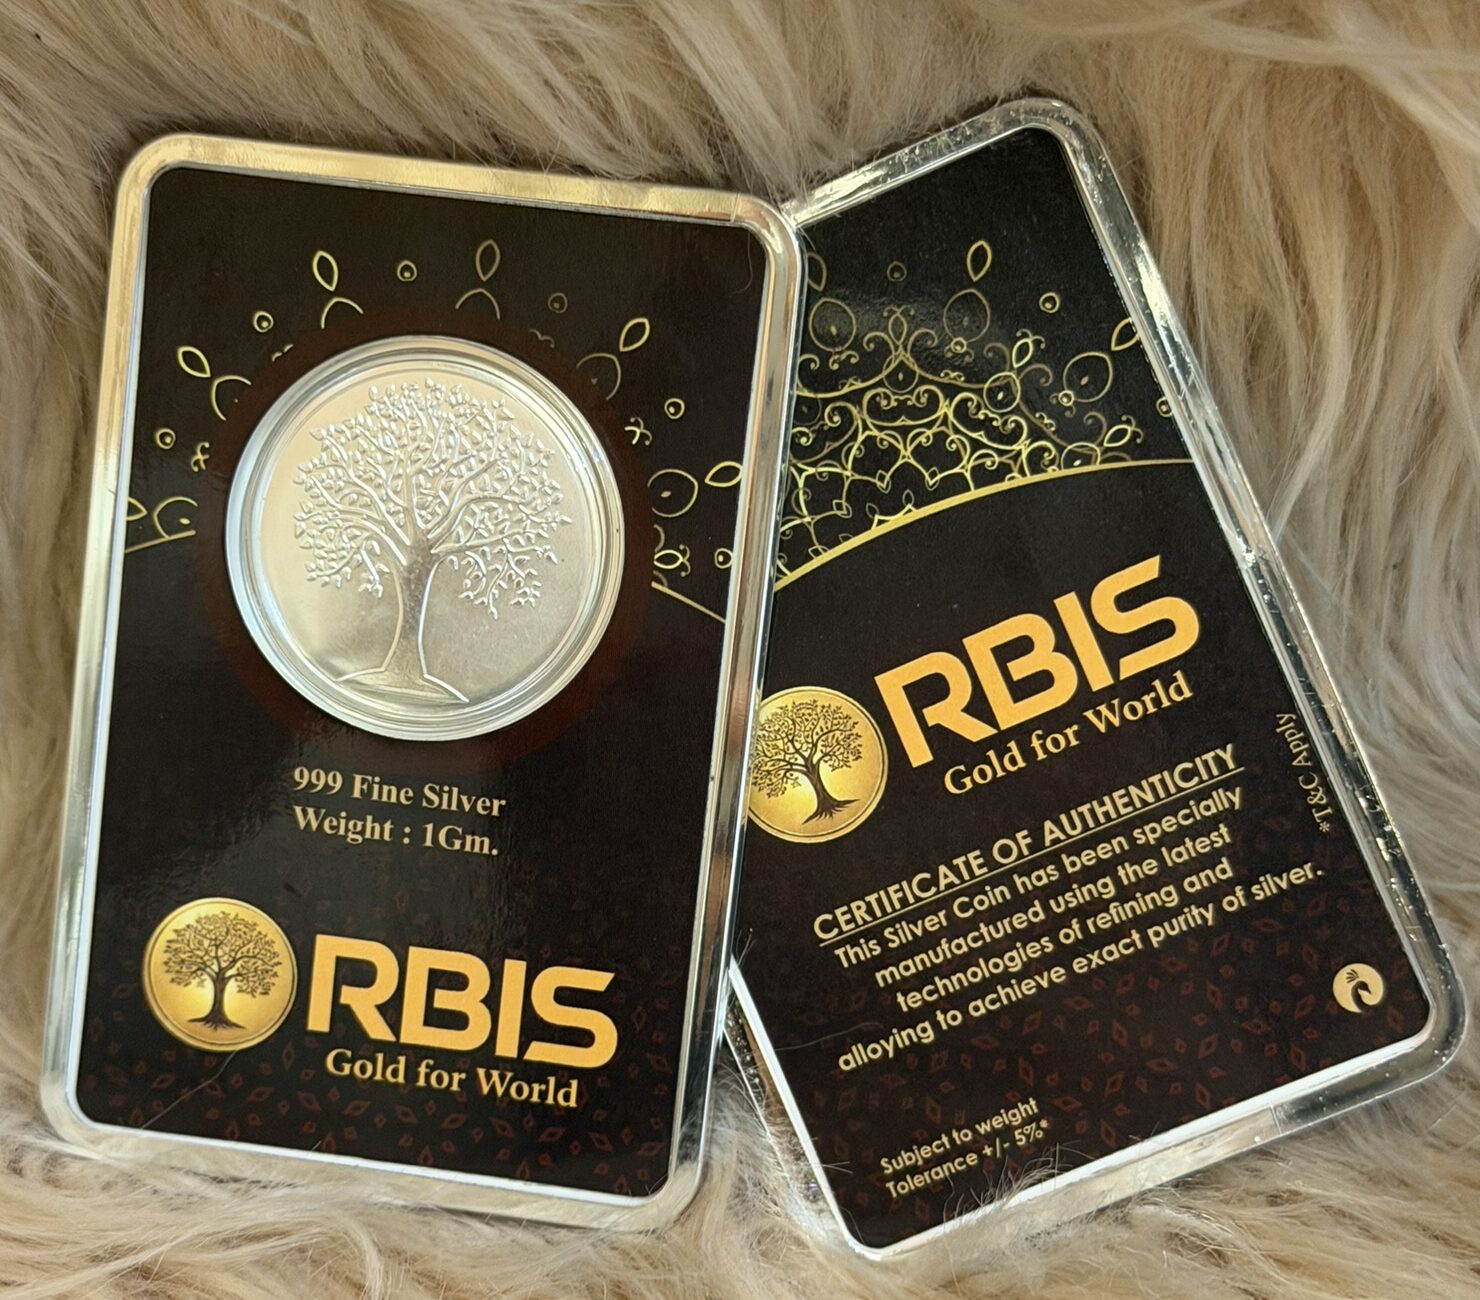 999 Fine Silver
Weight : 1Gm.
RBIS
Gold for World
RBIS
Gold for World
CERTIFICATE OF AUTHENTICITY
This Silver Coin has been specially
manufactured using the latest
technologies of refining and
alloying to achieve exact purity of silver.
*T&C Apply
Subject to weight
Tolerance +/- 5%*